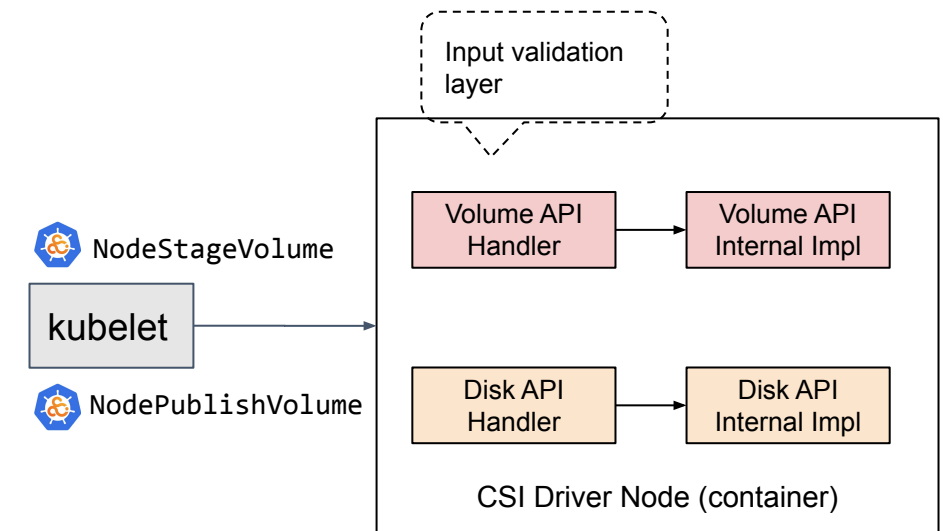 Input validation
layer
Volume API
Handler
Volume API
Internal Impl
NodeStageVolume
kubelet
NodePublishVolume
Disk API
Handler
Disk API
Internal Impl
CSI Driver Node (container)